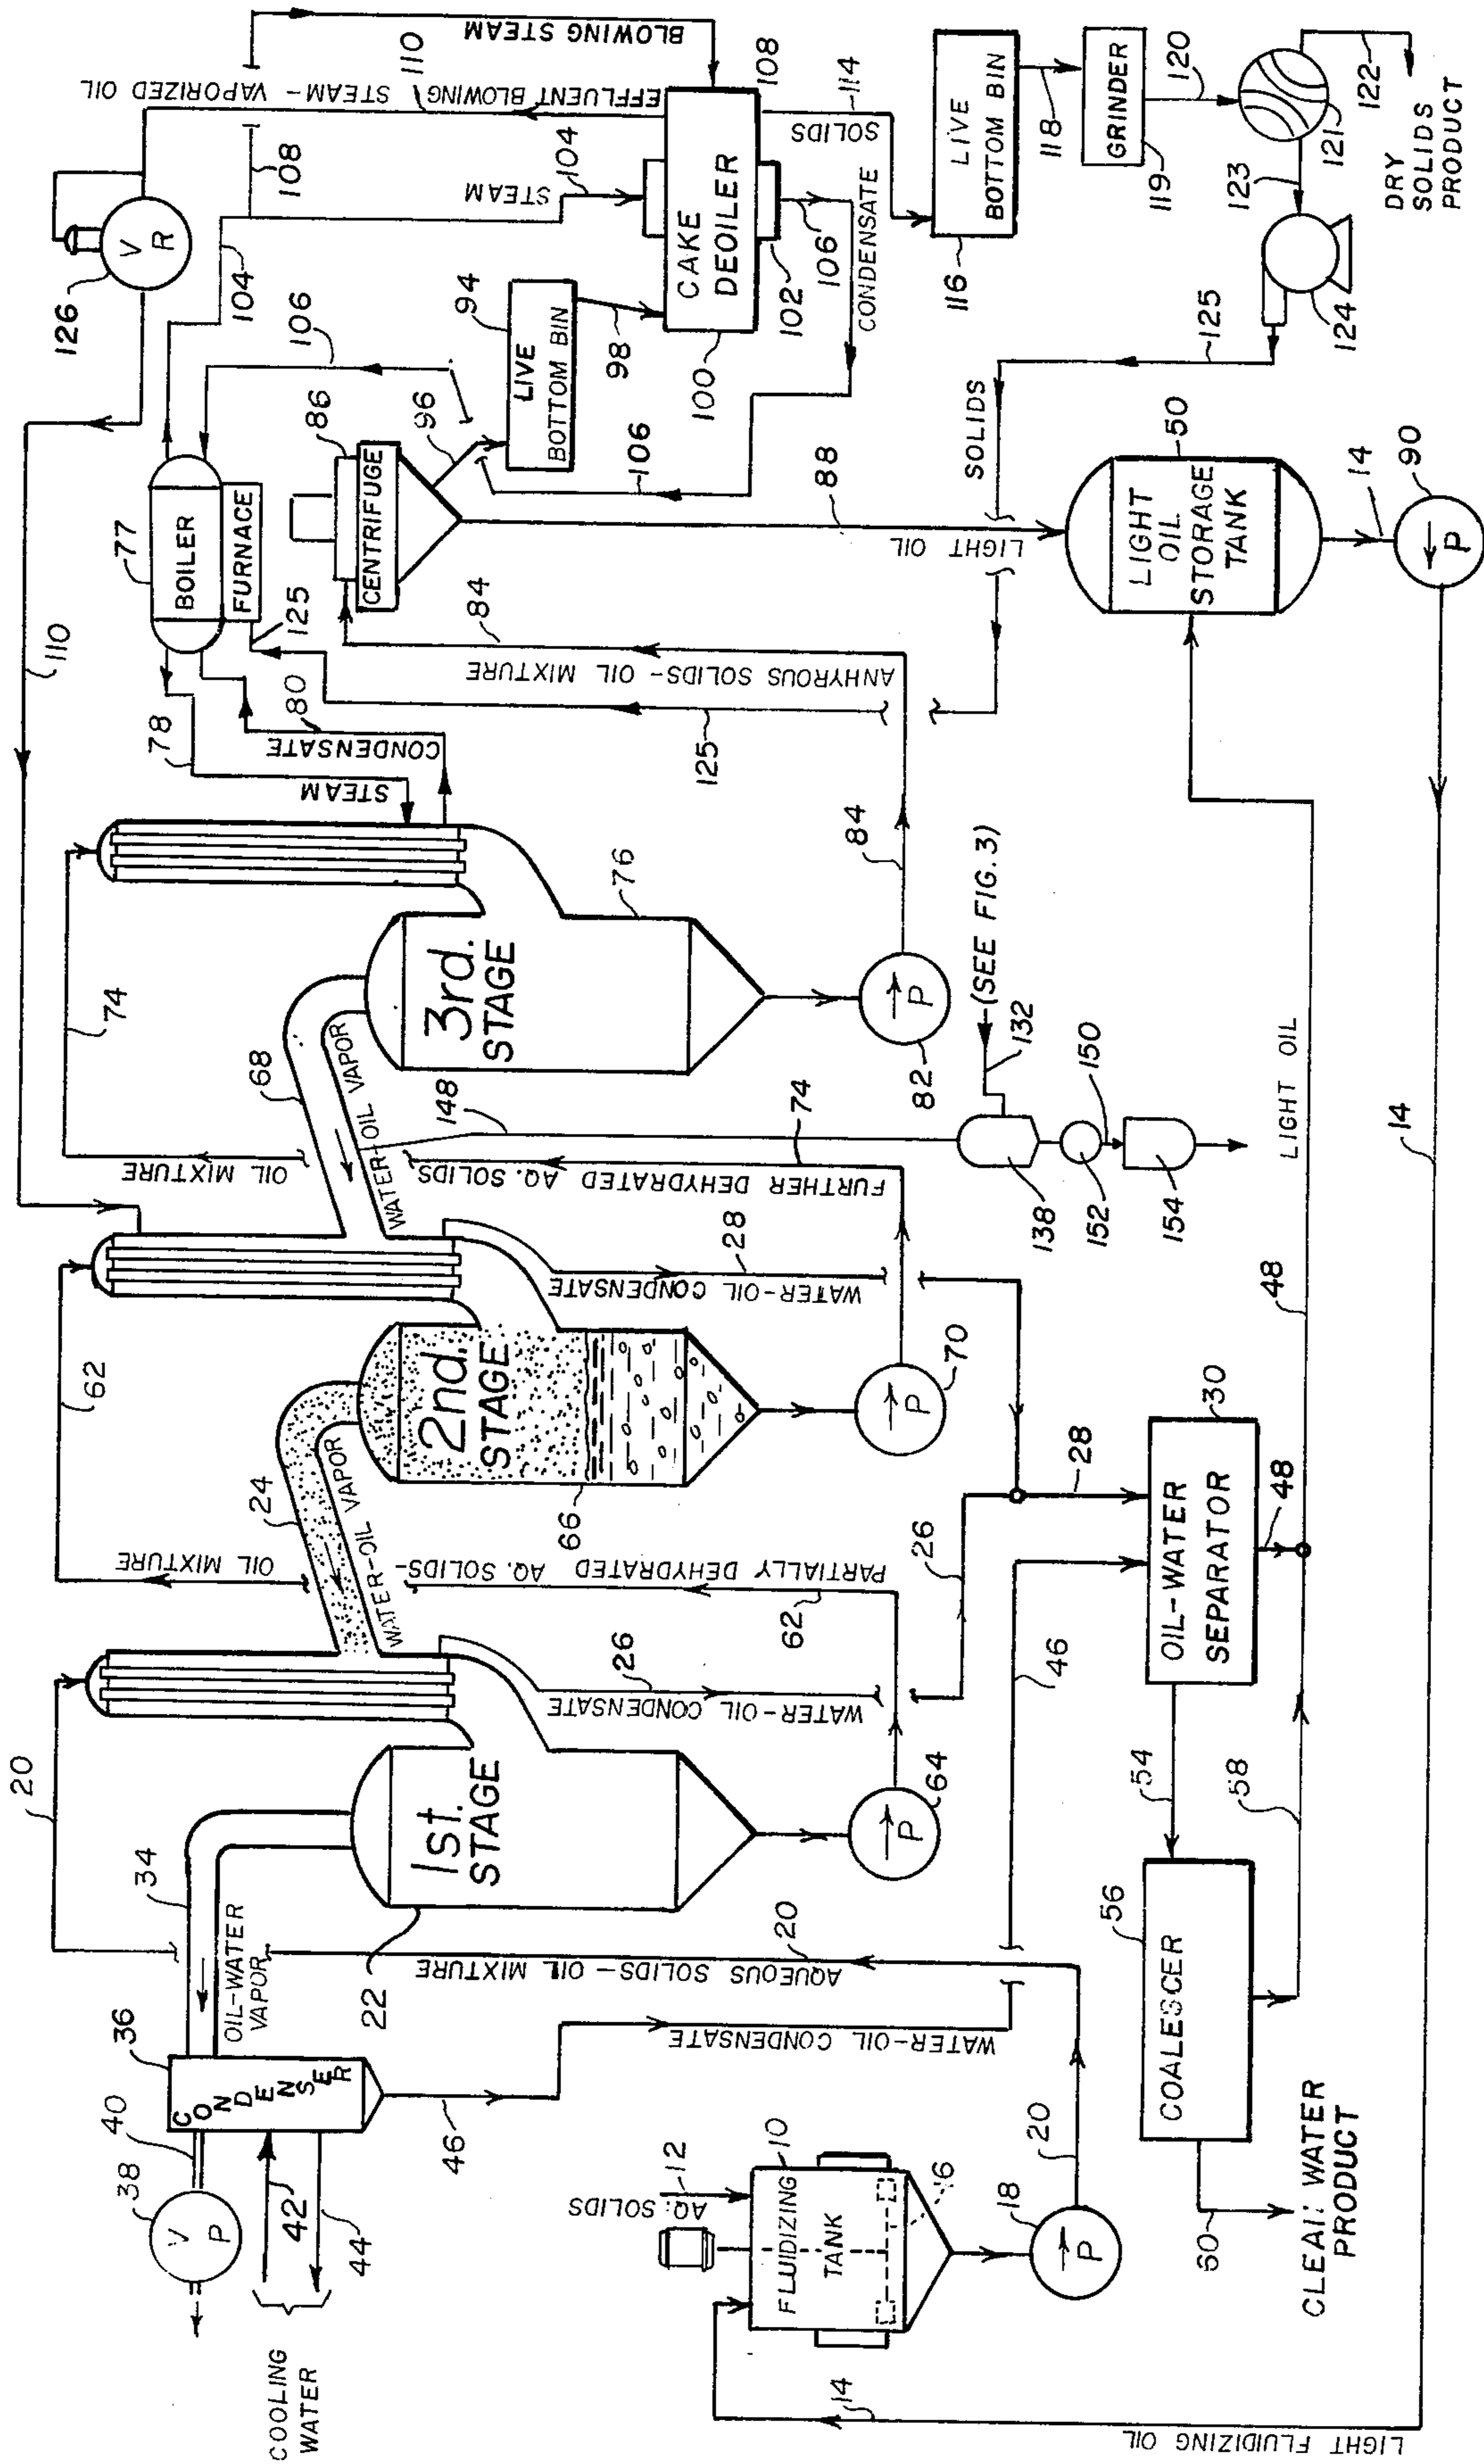 COOLING
WATER
38
V
P
40
42
44
36
CONDENSER
46
OIL-WATER
VAPOR
34
20
1st.
STAGE
22
AQUEOUS SOLIDS-OIL MIXTURE
20
WATER-OIL CONDENSATE
AQ. SOLIDS
12
10
FLUIDIZING
TANK
16
18
P
20
14
LIGHT FLUIDIZING OIL
64
P
WATER-OIL CONDENSATE
26
62
PARTIALLY DEHYDRATED AQ. SOLIDS-
OIL MIXTURE
62
24
WATER-OIL VAPOR
2nd.
STAGE
66
70
P
26
28
46
30
OIL-WATER
SEPARATOR
48
54
56
COALESCER
58
60
CLEAN WATER
PRODUCT
WATER-OIL CONDENSATE
28
FURTHER DEHYDRATED AQ. SOLIDS
OIL MIXTURE
74
74
68
WATER-OIL VAPOR
148
3rd.
STAGE
76
82
P
84
132
(SEE FIG. 3)
138
150
152
154
LIGHT OIL
48
14
110
78
STEAM
80
CONDENSATE
77
BOILER
FURNACE
125
125
ANHYROUS SOLIDS-OIL MIXTURE
84
86
CENTRIFUGE
96
106
LIGHT OIL
88
50
LIGHT
OIL
STORAGE
TANK
14
90
P
SOLIDS
125
94
LIVE
BOTTOM BIN
98
106
126
V
R
104
108
STEAM
104
EFFLUENT BLOWING STEAM-VAPORIZED OIL
110
BLOWING STEAM
100
CAKE
DEOILER
108
102
106
CONDENSATE
SOLIDS
114
116
LIVE
BOTTOM BIN
118
GRINDER
119
120
121
122
123
124
DRY
SOLIDS
PRODUCT